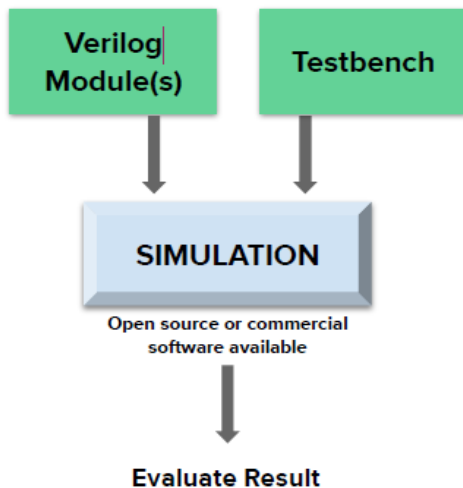 Verilog
Module(s)
Testbench
SIMULATION
Open source or commercial
software available
Evaluate Result